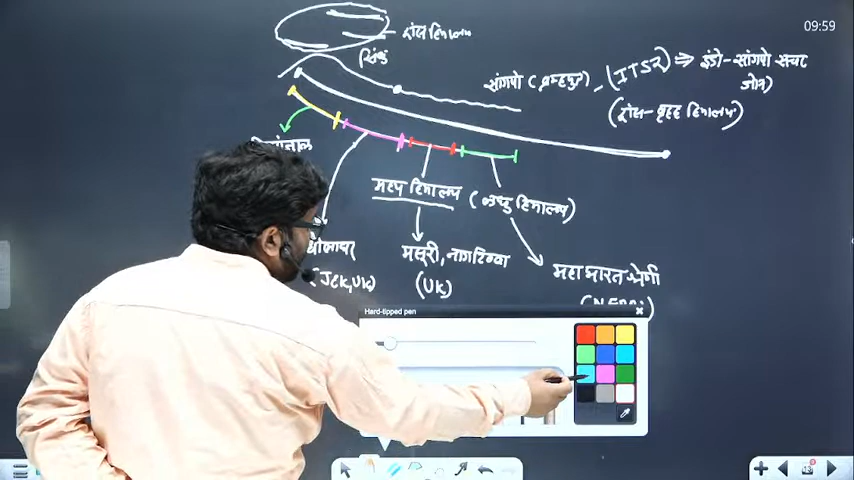 09:59
ट्रांस हिमालय
सिंधु
सांगपो (ब्रह्मपुत्र) - (ITSZ) ⇒ इंडो-सांगपो सचर
जोन)
(ट्रांस-बृहद हिमालय)
मध्य हिमालय (लघु हिमालय)
मसूरी, नागटिब्बा
(UK)
(J&K, UK)
महाभारत श्रेणी
Hard-tipped pen